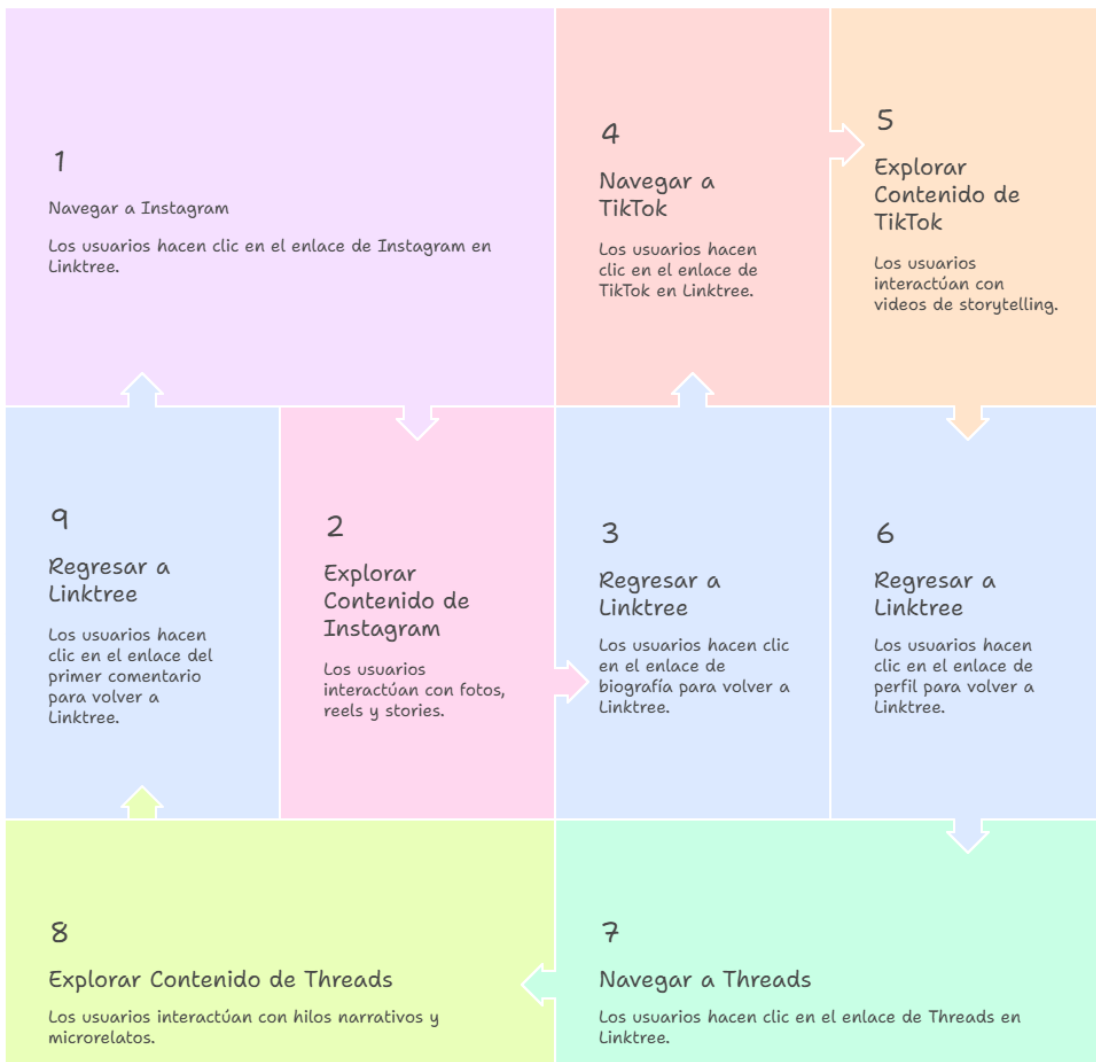 1
Navegar a Instagram
Los usuarios hacen clic en el enlace de Instagram en
Linktree.
2
Explorar
Contenido de
Instagram
Los usuarios
interactúan con fotos,
reels y stories.
3
Regresar a
Linktree
Los usuarios hacen clic
en el enlace de
biografía para volver a
Linktree.
4
Navegar a
TikTok
Los usuarios hacen
clic en el enlace de
TikTok en Linktree.
5
Explorar
Contenido de
TikTok
Los usuarios
interactúan con
videos de storytelling.
6
Regresar a
Linktree
Los usuarios hacen
clic en el enlace de
perfil para volver a
Linktree.
7
Navegar a Threads
Los usuarios hacen clic en el enlace de Threads en
Linktree.
8
Explorar Contenido de Threads
Los usuarios interactúan con hilos narrativos y
microrelatos.
9
Regresar a
Linktree
Los usuarios hacen
clic en el enlace del
primer comentario
para volver a
Linktree.